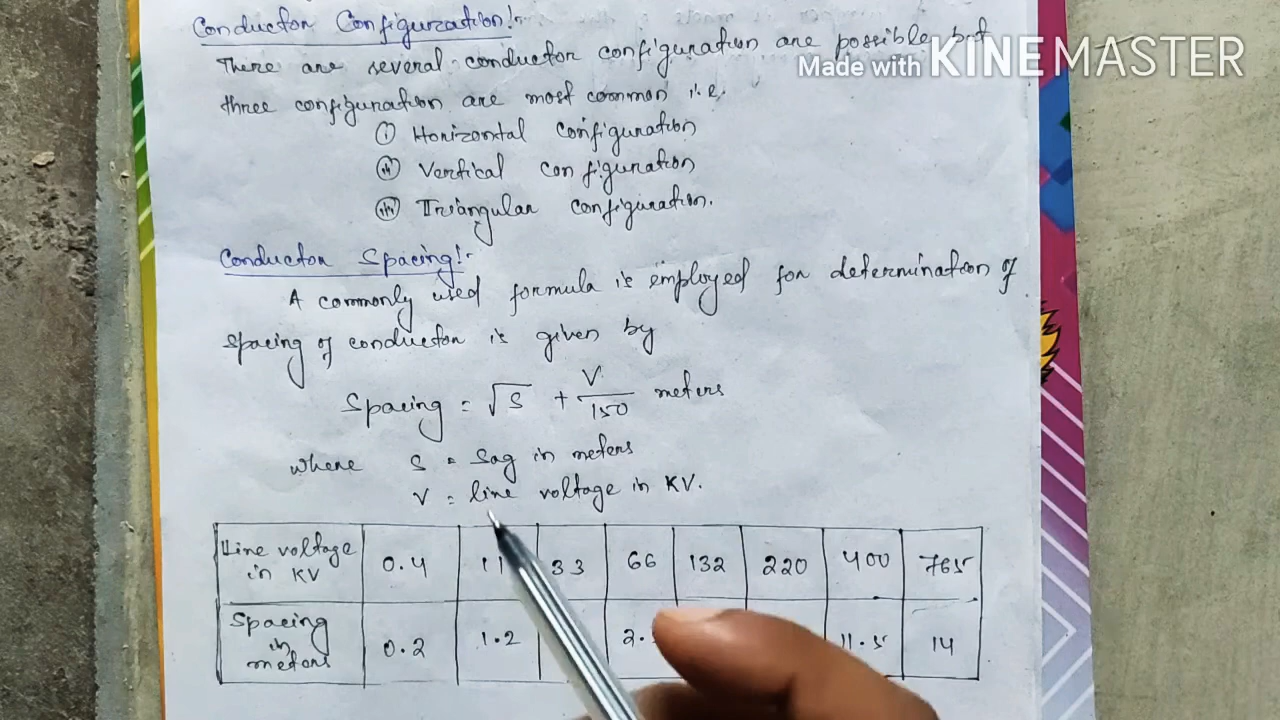 Conductor Configuration:-
There are several conductor configuration are possible but
three configuration are most common i.e.
Made with KINEMASTER
(i) Horizontal configuration
(ii) Vertical configuration
(iii) Triangular configuration.
Conductor Spacing:-
A commonly used formula is employed for determination of
spacing of conductor is given by
Spacing = √S + V/150 meters
where S = Sag in meters
V = line voltage in KV.
Line voltage in KV 0.4 11 33 66 132 220 400 765
Spacing in meters 0.2 1.2 11.5 14